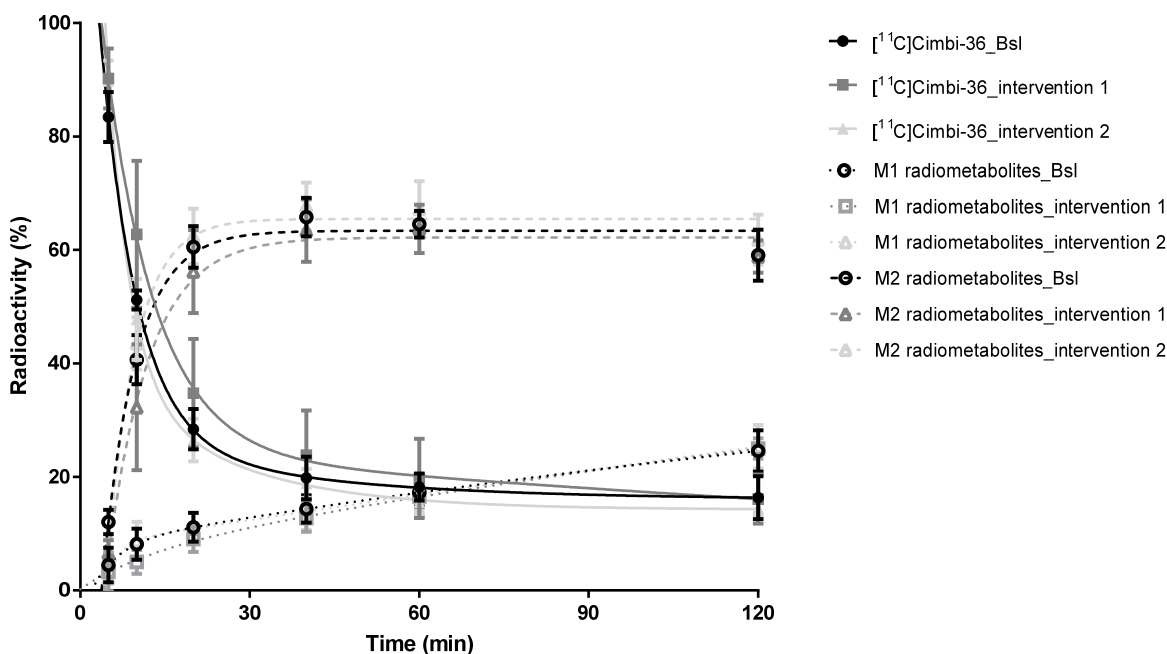 100
80
60
40
20
0
Radioactivity (%)
0 30 60 90 120
Time (min)
[¹¹C]Cimbi-36_Bsl
[¹¹C]Cimbi-36_intervention 1
[¹¹C]Cimbi-36_intervention 2
M1 radiometabolites_Bsl
M1 radiometabolites_intervention 1
M1 radiometabolites_intervention 2
M2 radiometabolites_Bsl
M2 radiometabolites_intervention 1
M2 radiometabolites_intervention 2